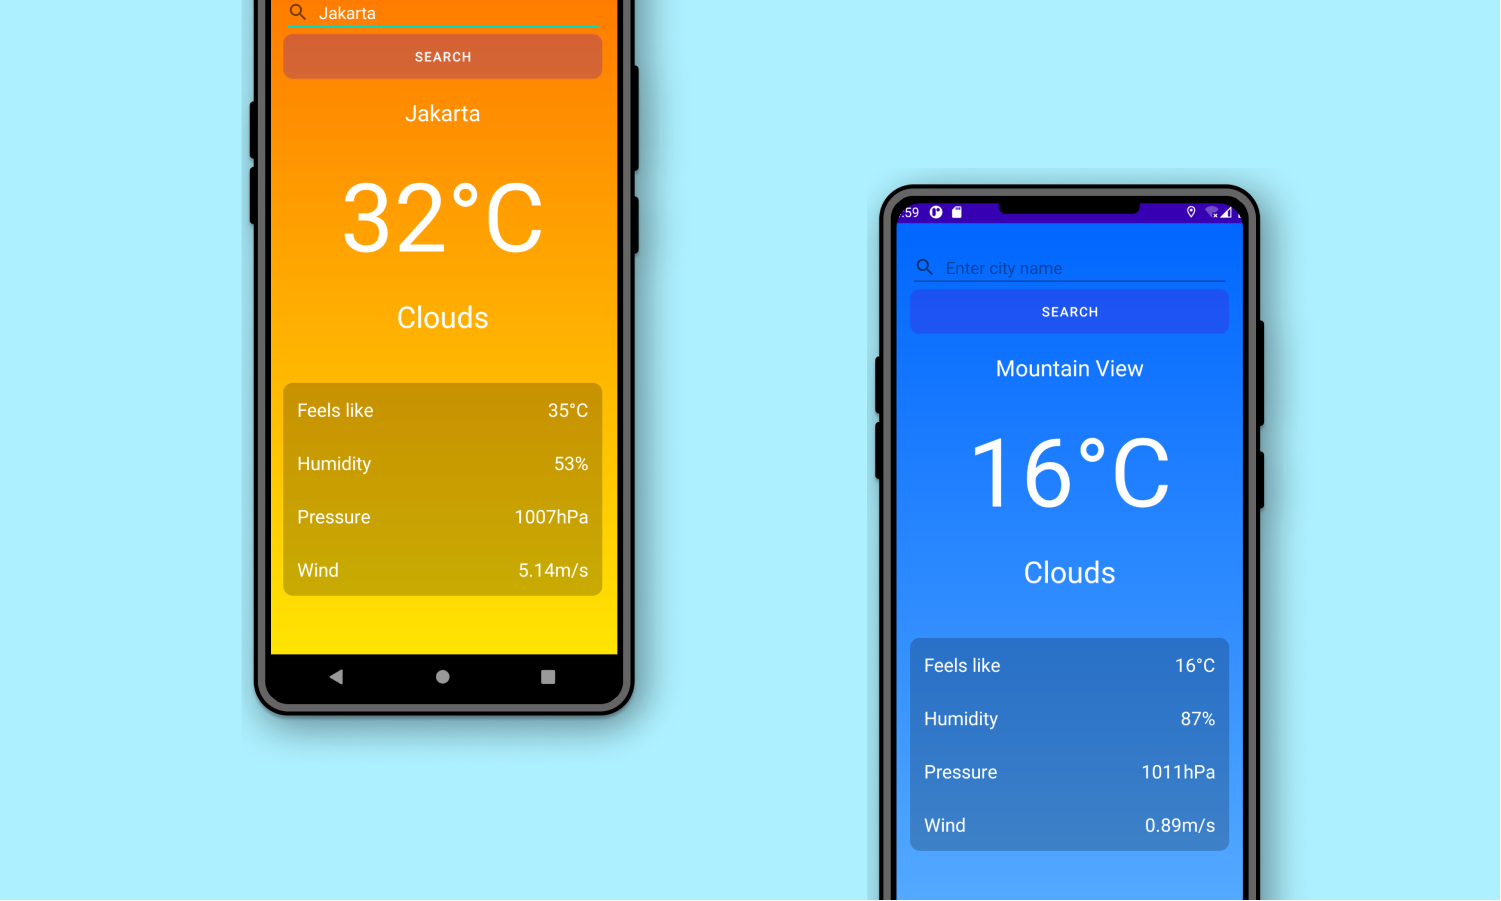 Jakarta
SEARCH
Jakarta
32°C
Clouds
Feels like 35°C
Humidity 53%
Pressure 1007hPa
Wind 5.14m/s
:59
Enter city name
SEARCH
Mountain View
16°C
Clouds
Feels like 16°C
Humidity 87%
Pressure 1011hPa
Wind 0.89m/s